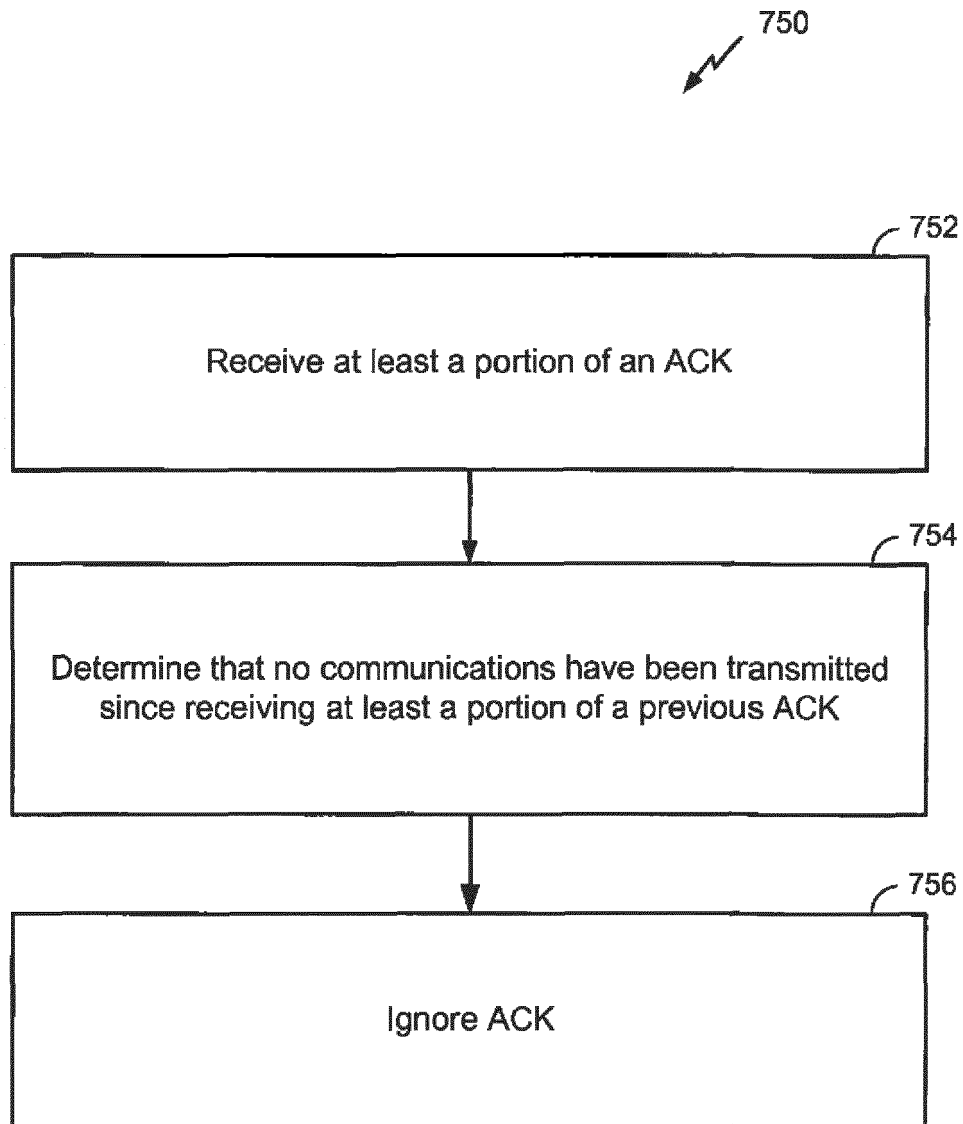 750
752
Receive at least a portion of an ACK
754
Determine that no communications have been transmitted
since receiving at least a portion of a previous ACK
756
Ignore ACK